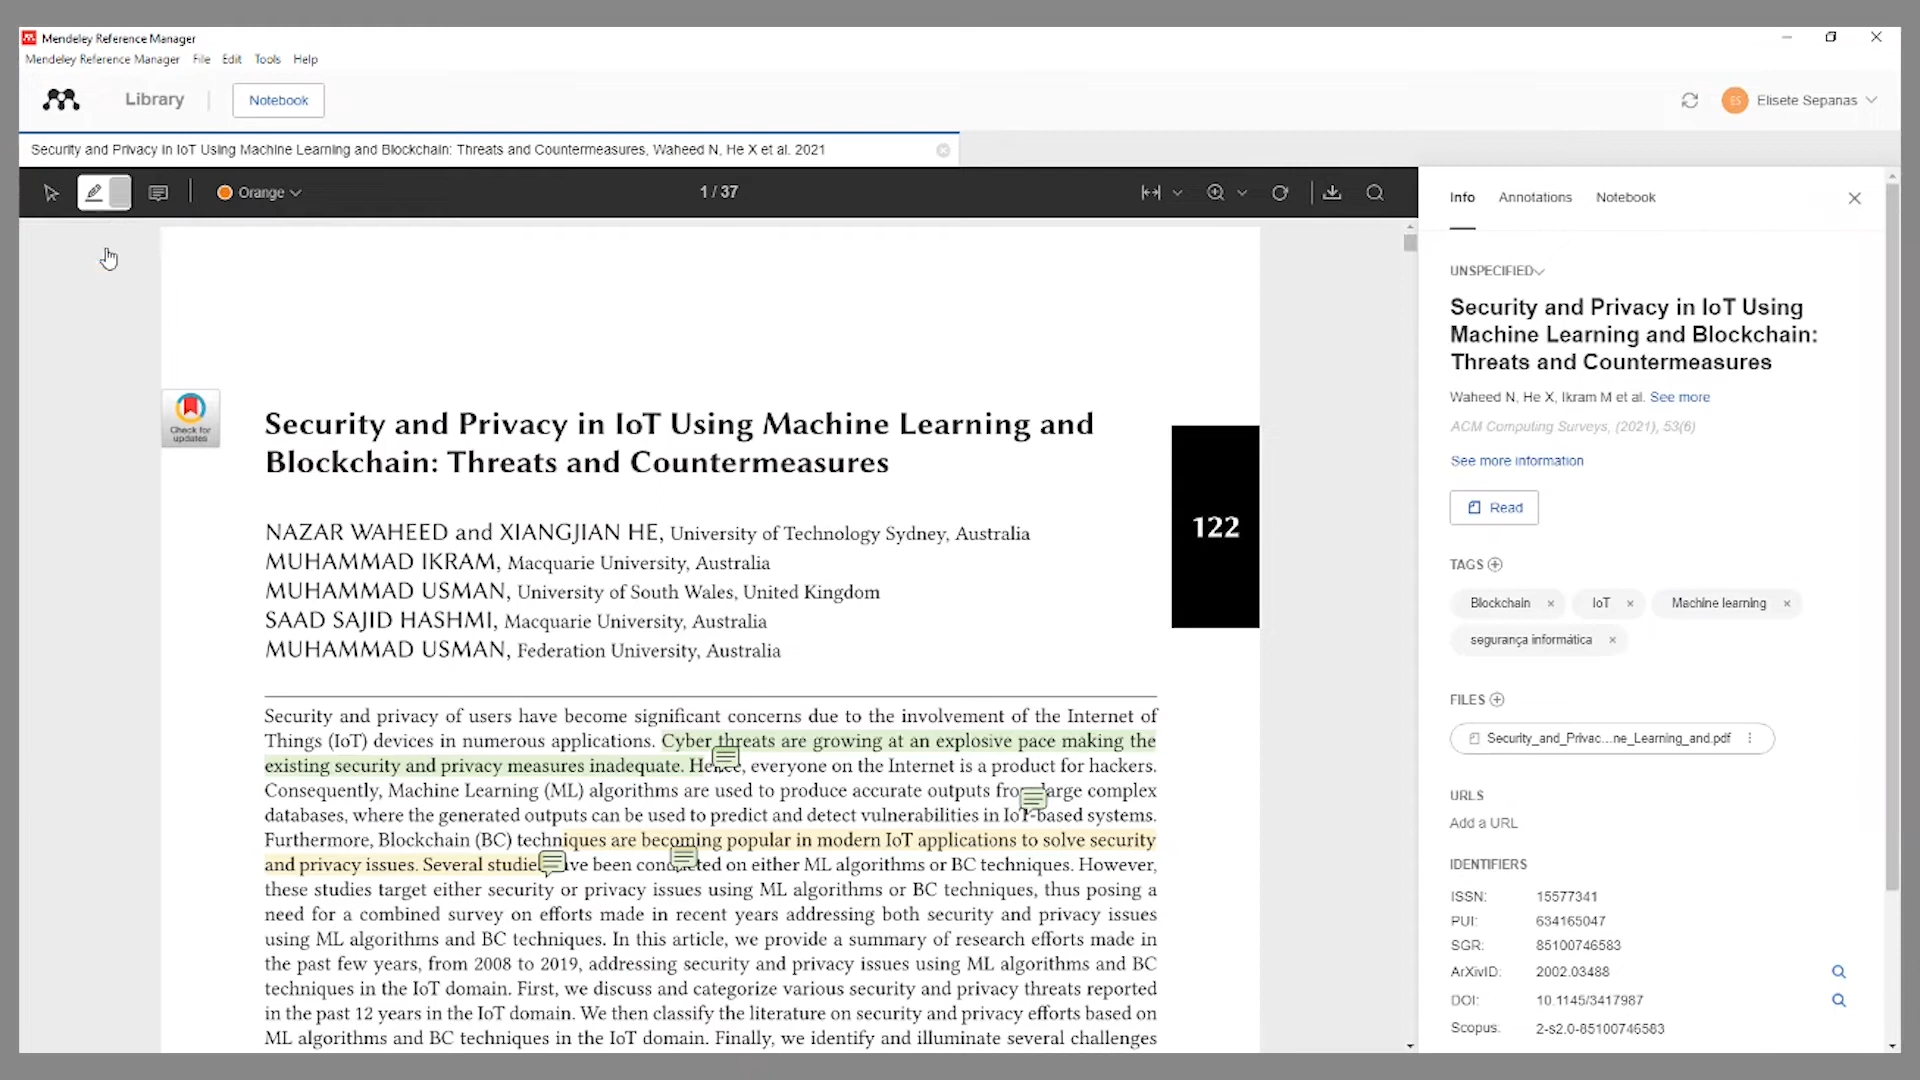 Mendeley Reference Manager
Mendeley Reference Manager File Edit Tools Help
Library
Notebook
ES
Elisete Sepanas
Security and Privacy in IoT Using Machine Learning and Blockchain: Threats and Countermeasures, Waheed N, He X et al. 2021
Orange
1 / 37
Check for
updates
Security and Privacy in IoT Using Machine Learning and
Blockchain: Threats and Countermeasures
122
NAZAR WAHEED and XIANGJIAN HE, University of Technology Sydney, Australia
MUHAMMAD IKRAM, Macquarie University, Australia
MUHAMMAD USMAN, University of South Wales, United Kingdom
SAAD SAJID HASHMI, Macquarie University, Australia
MUHAMMAD USMAN, Federation University, Australia
Security and privacy of users have become significant concerns due to the involvement of the Internet of
Things (IoT) devices in numerous applications. Cyber threats are growing at an explosive pace making the
existing security and privacy measures inadequate. Hence, everyone on the Internet is a product for hackers.
Consequently, Machine Learning (ML) algorithms are used to produce accurate outputs from large complex
databases, where the generated outputs can be used to predict and detect vulnerabilities in IoT-based systems.
Furthermore, Blockchain (BC) techniques are becoming popular in modern IoT applications to solve security
and privacy issues. Several studies have been conducted on either ML algorithms or BC techniques. However,
these studies target either security or privacy issues using ML algorithms or BC techniques, thus posing a
need for a combined survey on efforts made in recent years addressing both security and privacy issues
using ML algorithms and BC techniques. In this article, we provide a summary of research efforts made in
the past few years, from 2008 to 2019, addressing security and privacy issues using ML algorithms and BC
techniques in the IoT domain. First, we discuss and categorize various security and privacy threats reported
in the past 12 years in the IoT domain. We then classify the literature on security and privacy efforts based on
ML algorithms and BC techniques in the IoT domain. Finally, we identify and illuminate several challenges
Info Annotations Notebook
UNSPECIFIED
Security and Privacy in IoT Using
Machine Learning and Blockchain:
Threats and Countermeasures
Waheed N, He X, Ikram M et al. See more
ACM Computing Surveys, (2021), 53(6)
See more information
Read
TAGS
Blockchain × IoT × Machine learning ×
segurança informática ×
FILES
Security_and_Privac...ne_Learning_and.pdf
URLS
Add a URL
IDENTIFIERS
ISSN: 15577341
PUI: 634165047
SGR: 85100746583
ArXivID: 2002.03488
DOI: 10.1145/3417987
Scopus: 2-s2.0-85100746583